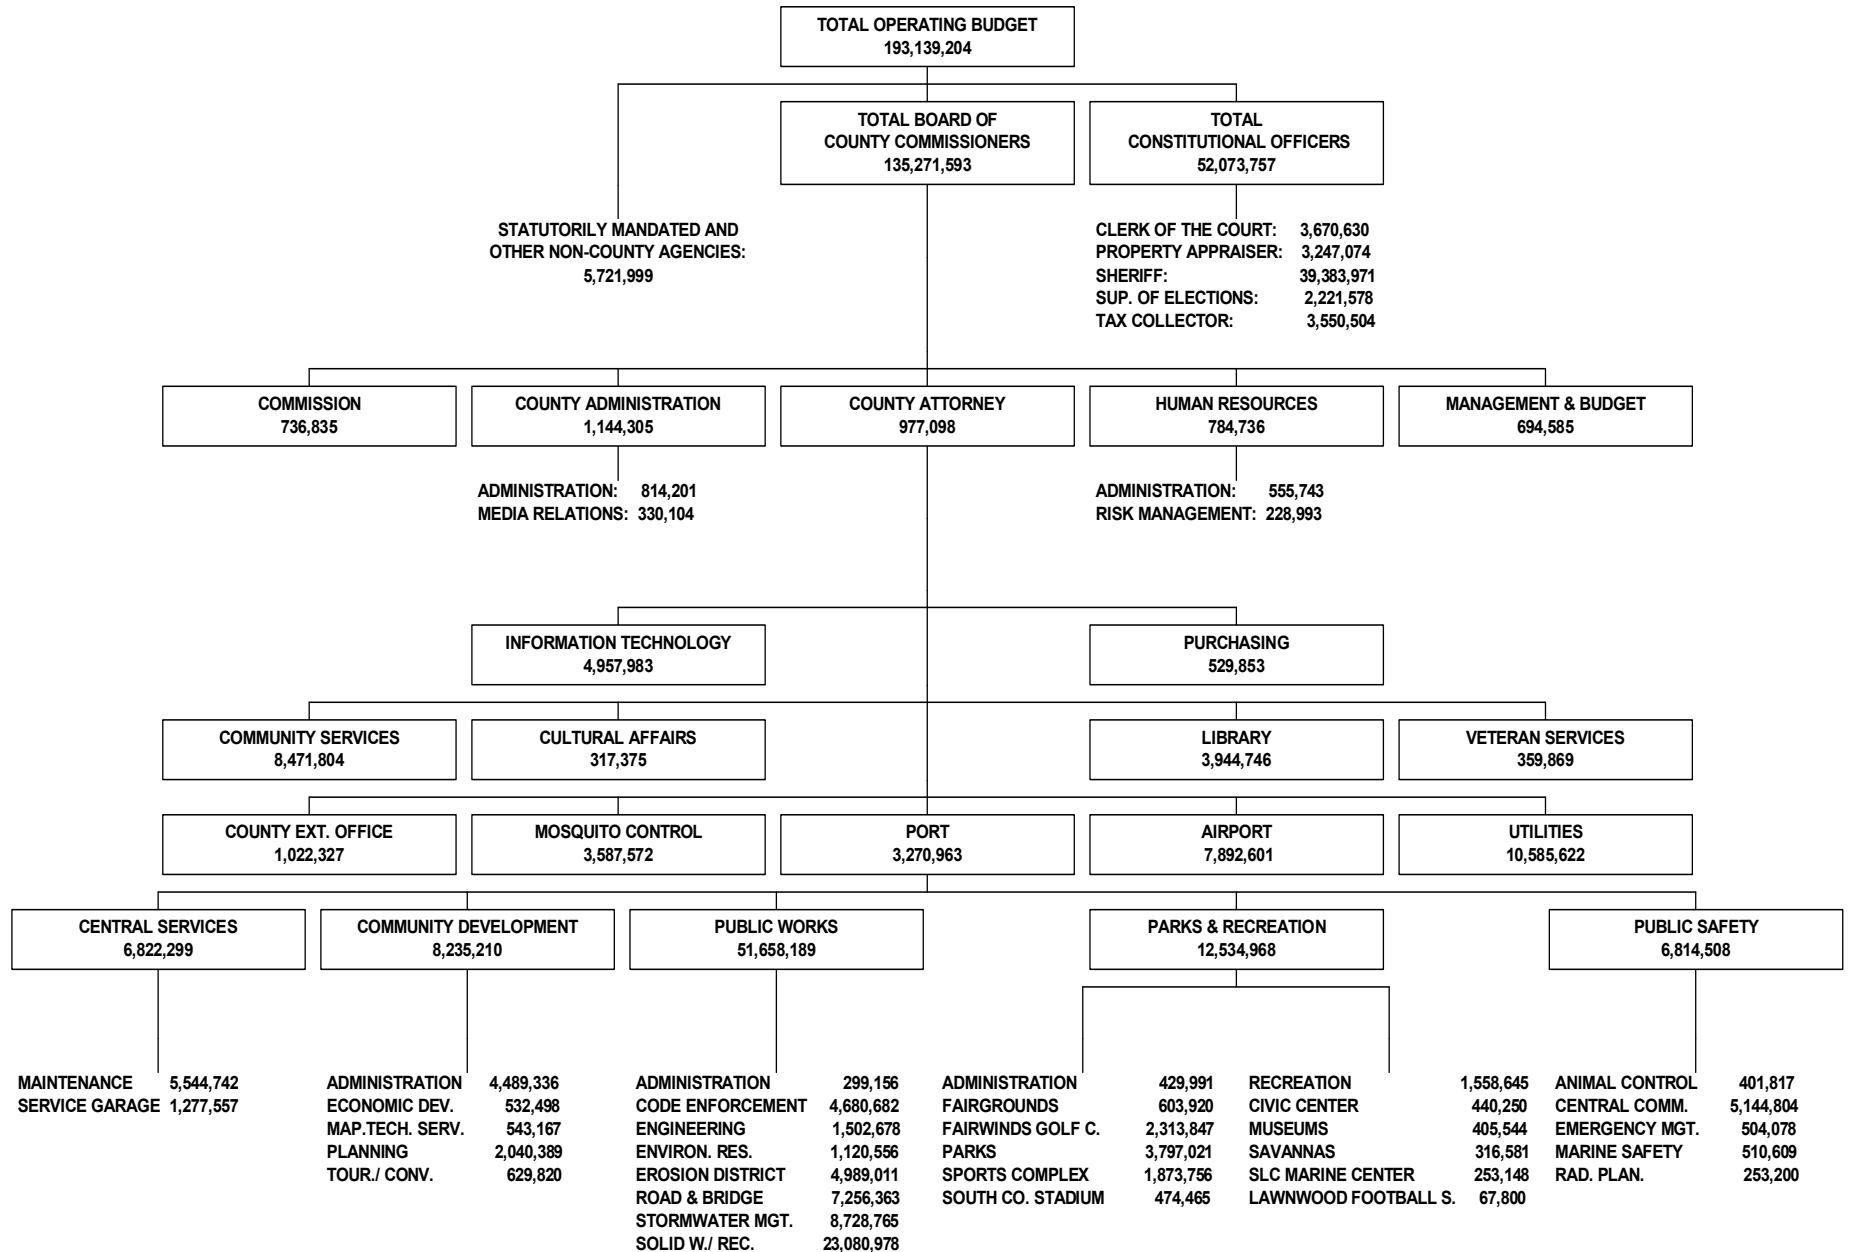 TOTAL OPERATING BUDGET
193,139,204
TOTAL BOARD OF
COUNTY COMMISSIONERS
135,271,593
TOTAL
CONSTITUTIONAL OFFICERS
52,073,757
STATUTORILY MANDATED AND
OTHER NON-COUNTY AGENCIES:
5,721,999
CLERK OF THE COURT: 3,670,630
PROPERTY APPRAISER: 3,247,074
SHERIFF: 39,383,971
SUP. OF ELECTIONS: 2,221,578
TAX COLLECTOR: 3,550,504
COMMISSION
736,835
COUNTY ADMINISTRATION
1,144,305
COUNTY ATTORNEY
977,098
HUMAN RESOURCES
784,736
MANAGEMENT & BUDGET
694,585
ADMINISTRATION: 814,201
MEDIA RELATIONS: 330,104
ADMINISTRATION: 555,743
RISK MANAGEMENT: 228,993
INFORMATION TECHNOLOGY
4,957,983
PURCHASING
529,853
COMMUNITY SERVICES
8,471,804
CULTURAL AFFAIRS
317,375
LIBRARY
3,944,746
VETERAN SERVICES
359,869
COUNTY EXT. OFFICE
1,022,327
MOSQUITO CONTROL
3,587,572
PORT
3,270,963
AIRPORT
7,892,601
UTILITIES
10,585,622
CENTRAL SERVICES
6,822,299
COMMUNITY DEVELOPMENT
8,235,210
PUBLIC WORKS
51,658,189
PARKS & RECREATION
12,534,968
PUBLIC SAFETY
6,814,508
MAINTENANCE 5,544,742
SERVICE GARAGE 1,277,557
ADMINISTRATION 4,489,336
ECONOMIC DEV. 532,498
MAP.TECH. SERV. 543,167
PLANNING 2,040,389
TOUR./ CONV. 629,820
ADMINISTRATION 299,156
CODE ENFORCEMENT 4,680,682
ENGINEERING 1,502,678
ENVIRON. RES. 1,120,556
EROSION DISTRICT 4,989,011
ROAD & BRIDGE 7,256,363
STORMWATER MGT. 8,728,765
SOLID W./ REC. 23,080,978
ADMINISTRATION 429,991
FAIRGROUNDS 603,920
FAIRWINDS GOLF C. 2,313,847
PARKS 3,797,021
SPORTS COMPLEX 1,873,756
SOUTH CO. STADIUM 474,465
RECREATION 1,558,645
CIVIC CENTER 440,250
MUSEUMS 405,544
SAVANNAS 316,581
SLC MARINE CENTER 253,148
LAWNWOOD FOOTBALL S. 67,800
ANIMAL CONTROL 401,817
CENTRAL COMM. 5,144,804
EMERGENCY MGT. 504,078
MARINE SAFETY 510,609
RAD. PLAN. 253,200